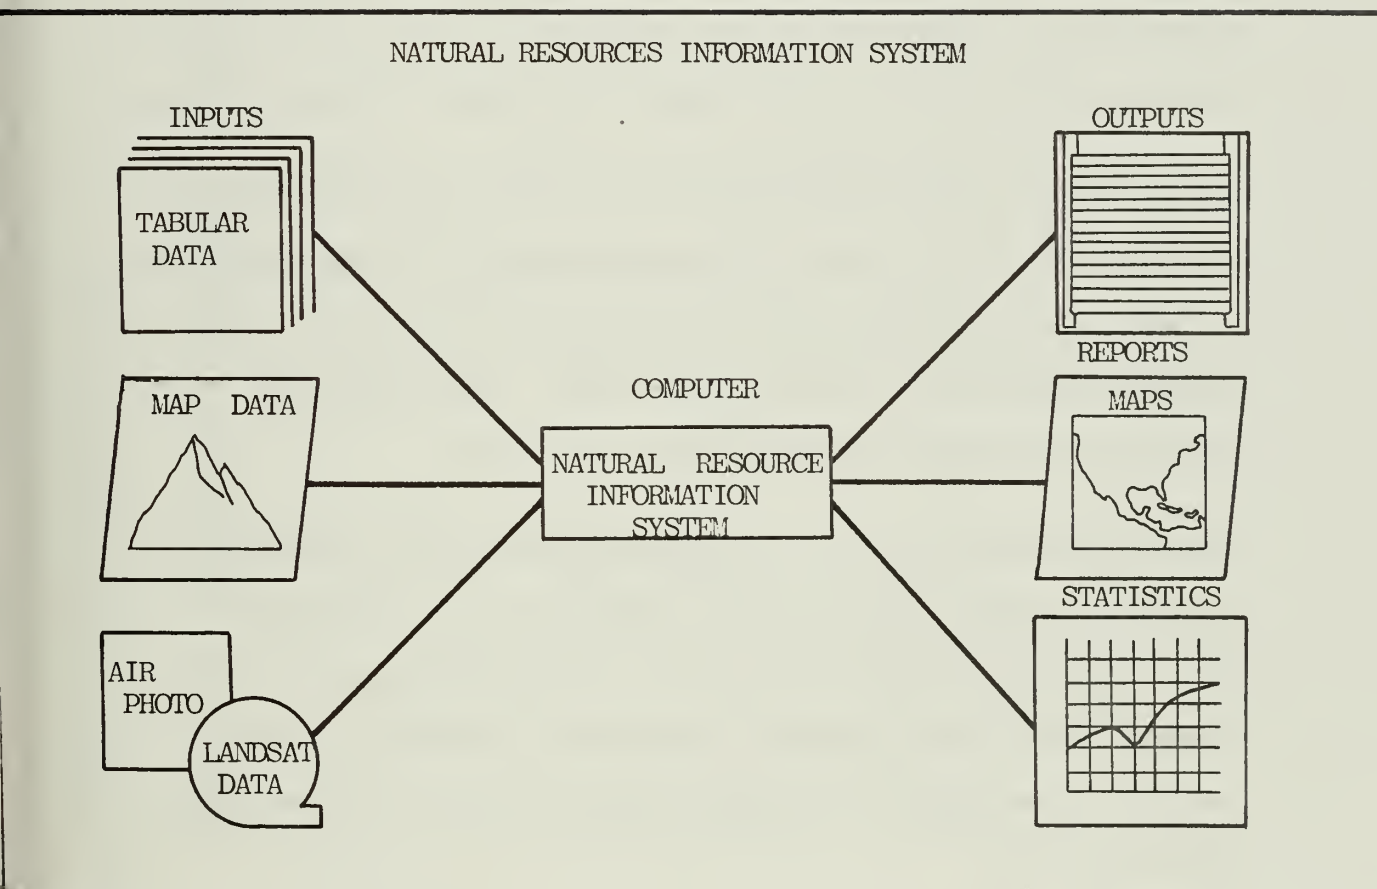 NATURAL RESOURCES INFORMATION SYSTEM
INPUTS
TABULAR
DATA
MAP DATA
AIR
PHOTO
LANDSAT
DATA
COMPUTER
NATURAL RESOURCE
INFORMATION
SYSTEM
OUTPUTS
REPORTS
MAPS
STATISTICS